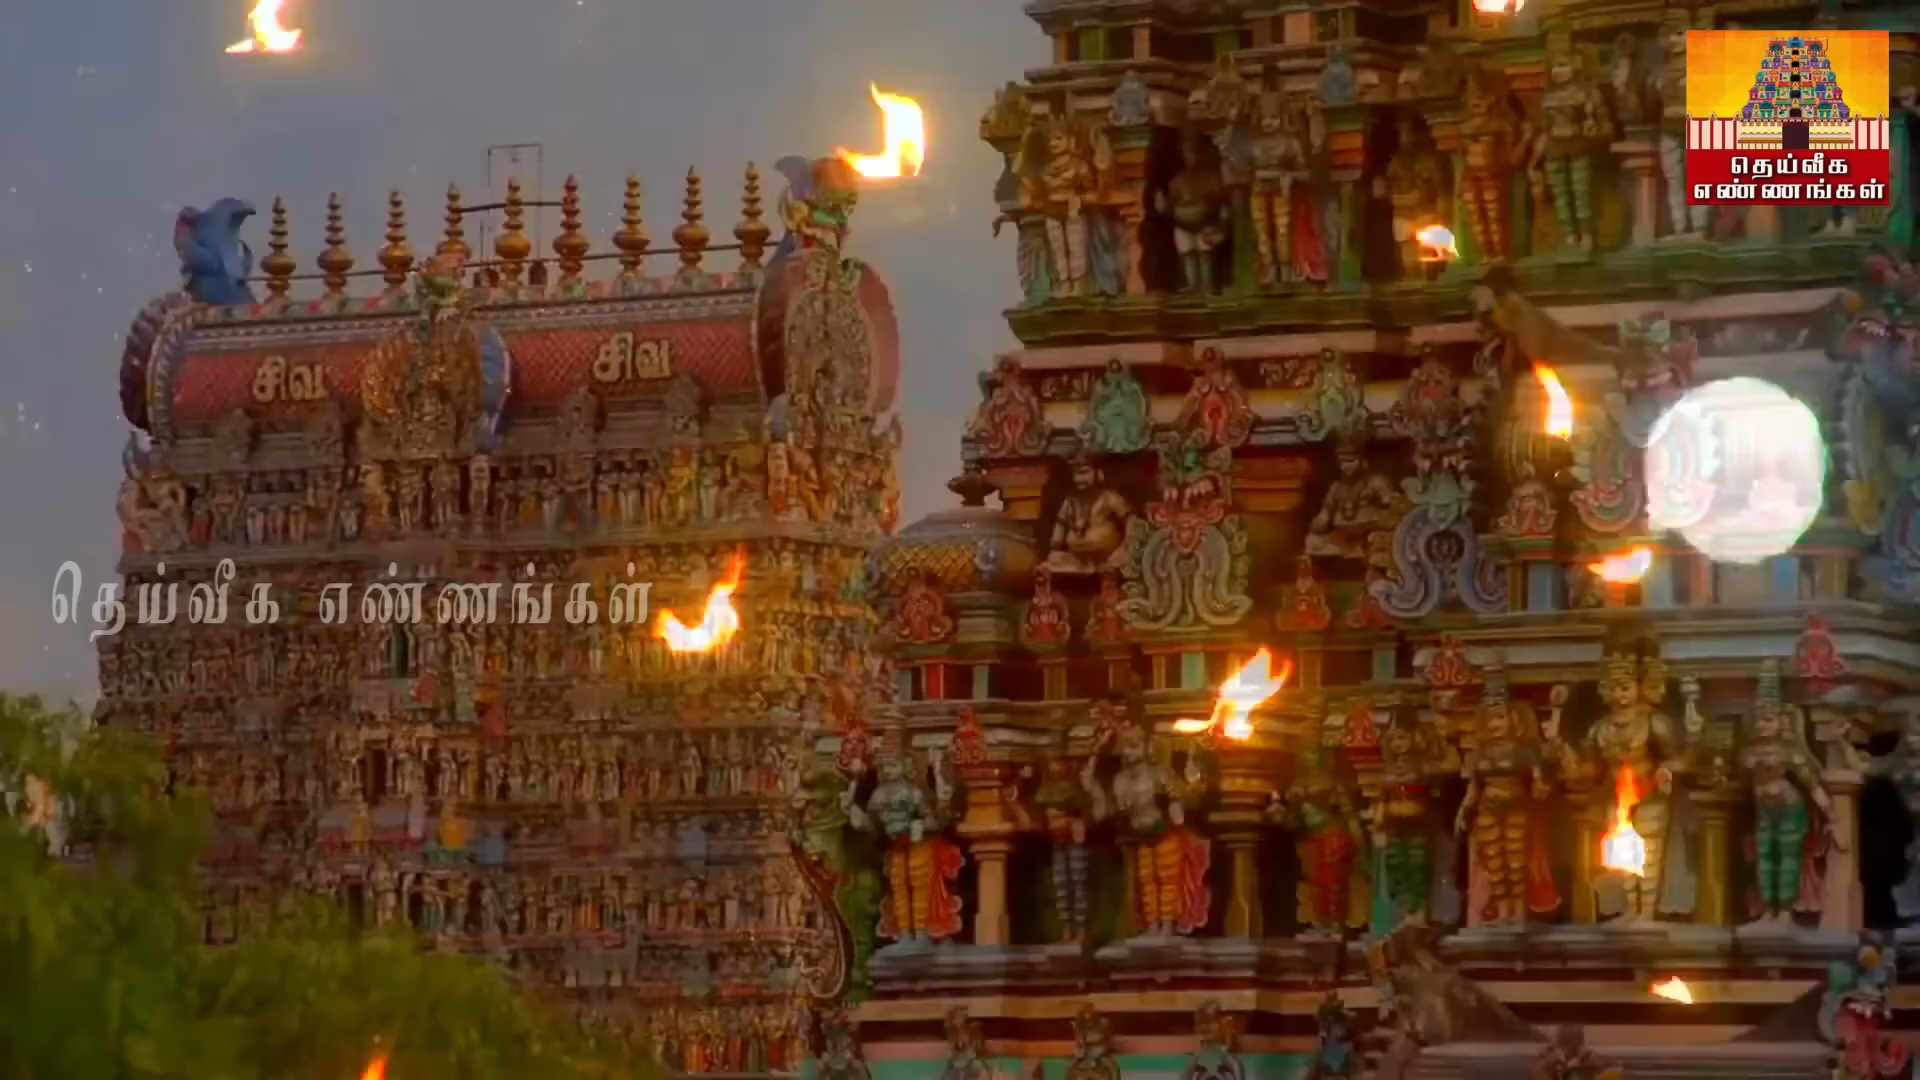 தெய்வீக
எண்ணங்கள்
சிவ
சிவ
தெய்வீக எண்ணங்கள்